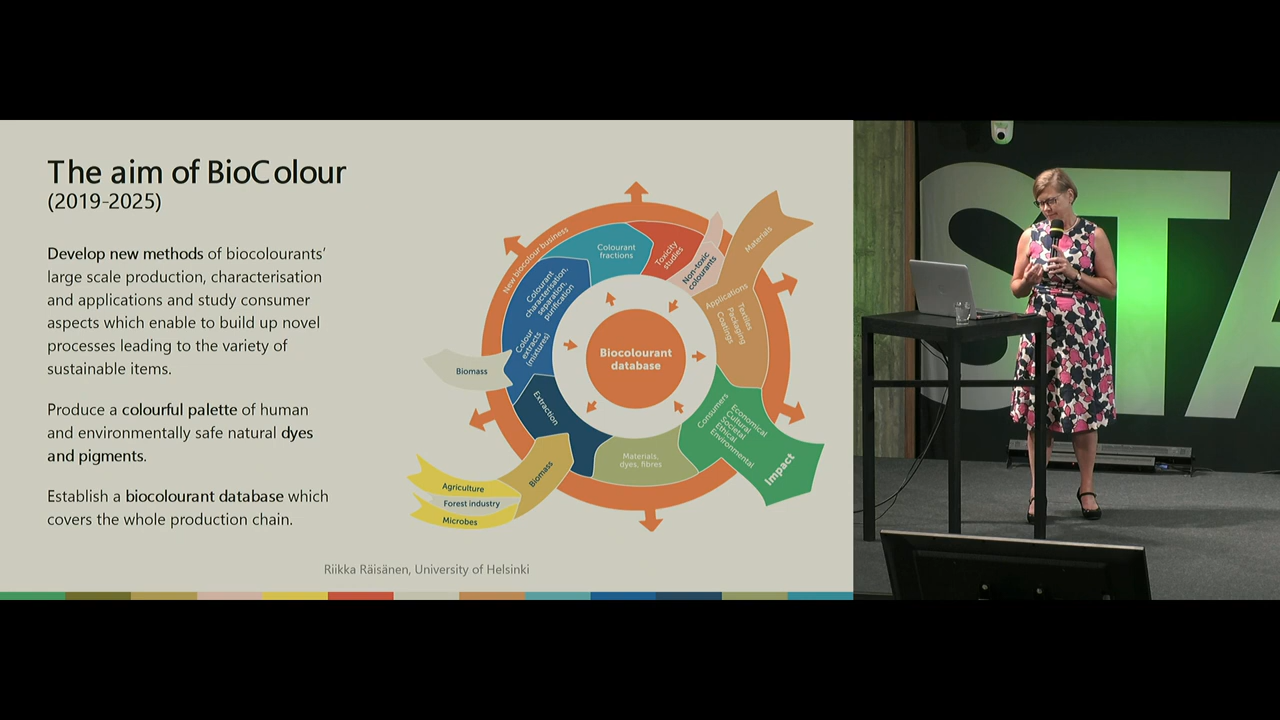 The aim of BioColour
(2019-2025)
Develop new methods of biocolourants'
large scale production, characterisation
and applications and study consumer
aspects which enable to build up novel
processes leading to the variety of
sustainable items.
Produce a colourful palette of human
and environmentally safe natural dyes
and pigments.
Establish a biocolourant database which
covers the whole production chain.
New biocolour business
Colourant
fractions
Toxicity
studies
Non-toxic
colourants
Materials
Applications
Textiles
Packaging
Coatings
Colourant
characterisation,
separation,
purification
Colour
extracts
(mixtures)
Biomass
Biocolourant
database
Extraction
Consumers
Economical
Cultural
Societal
Ethical
Environmental
Impact
Materials,
dyes, fibres
Biomass
Agriculture
Forest industry
Microbes
Riikka Räisänen, University of Helsinki
STA